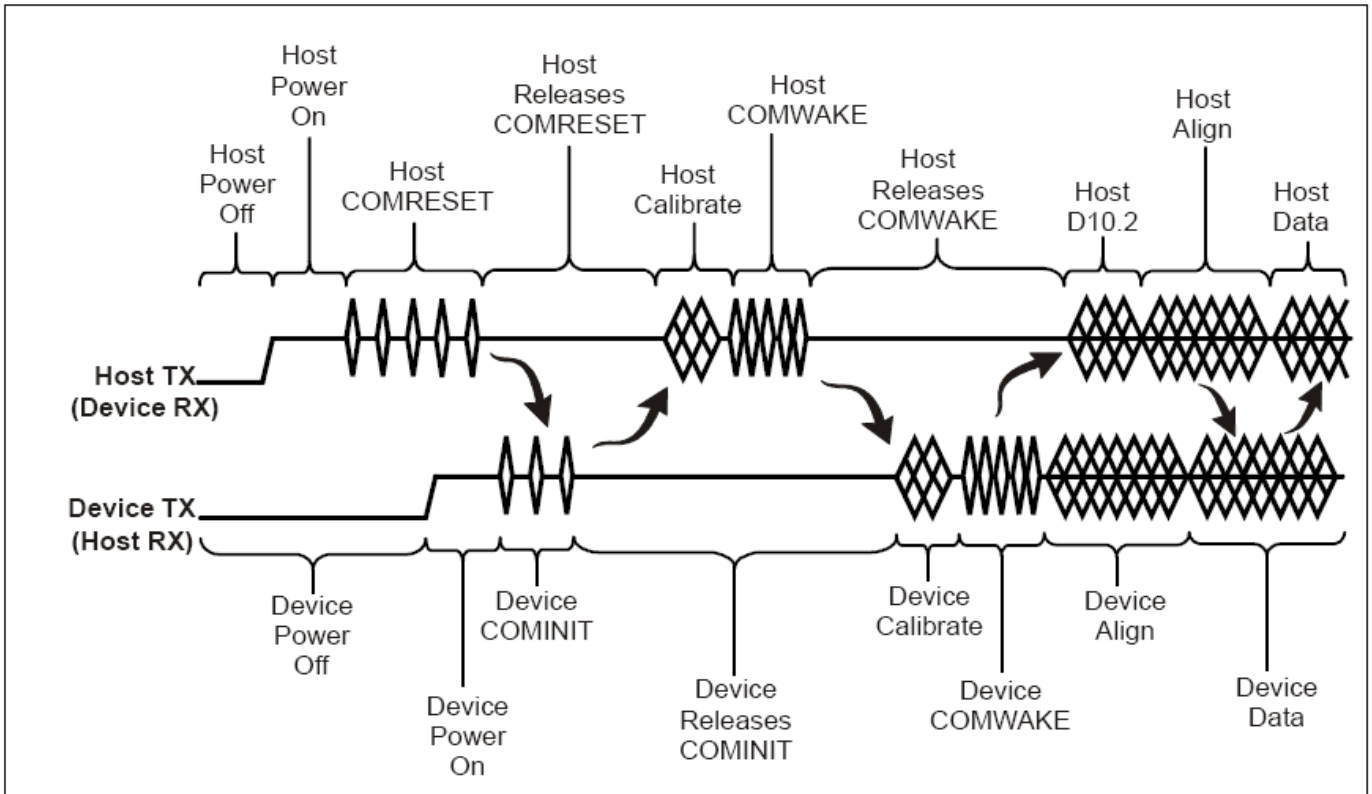 Host
Power
Off
Host
Power
On
Host
COMRESET
Host
Releases
COMRESET
Host
Calibrate
Host
COMWAKE
Host
Releases
COMWAKE
Host
D10.2
Host
Align
Host
Data
Host TX
(Device RX)
Device TX
(Host RX)
Device
Power
Off
Device
Power
On
Device
COMINIT
Device
Releases
COMINIT
Device
Calibrate
Device
COMWAKE
Device
Align
Device
Data